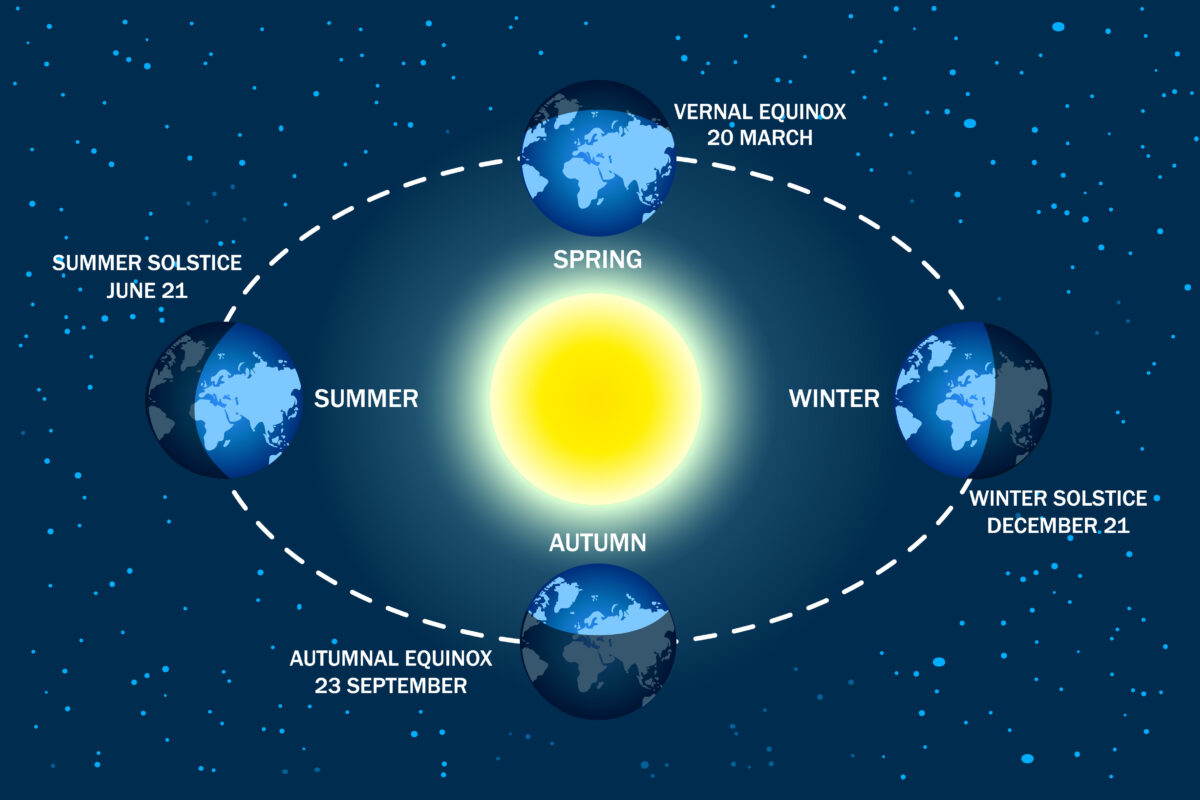 VERNAL EQUINOX
20 MARCH
SPRING
SUMMER SOLSTICE
JUNE 21
SUMMER
WINTER
WINTER SOLSTICE
DECEMBER 21
AUTUMN
AUTUMNAL EQUINOX
23 SEPTEMBER